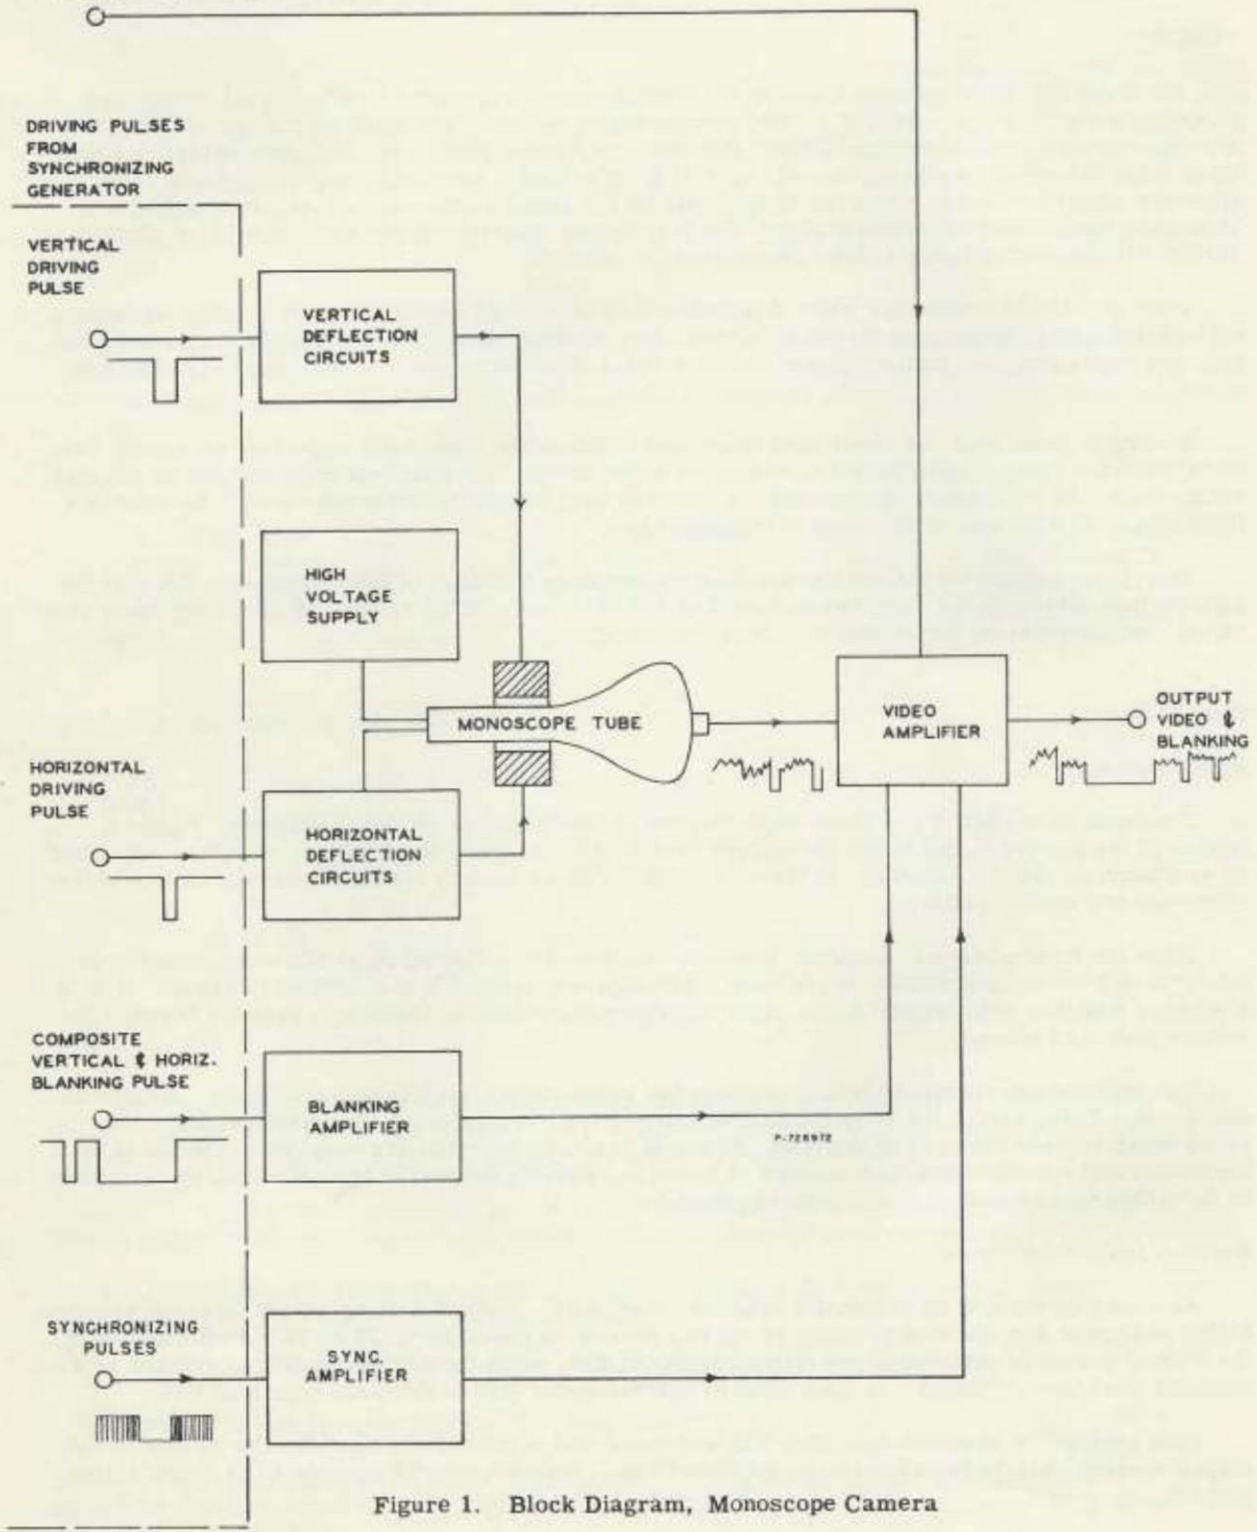 DRIVING PULSES
FROM
SYNCHRONIZING
GENERATOR
VERTICAL
DRIVING
PULSE
VERTICAL
DEFLECTION
CIRCUITS
HIGH
VOLTAGE
SUPPLY
MONOSCOPE TUBE
VIDEO
AMPLIFIER
OUTPUT
VIDEO &
BLANKING
HORIZONTAL
DRIVING
PULSE
HORIZONTAL
DEFLECTION
CIRCUITS
COMPOSITE
VERTICAL & HORIZ.
BLANKING PULSE
BLANKING
AMPLIFIER
P-726972
SYNCHRONIZING
PULSES
SYNC.
AMPLIFIER
Figure 1. Block Diagram, Monoscope Camera